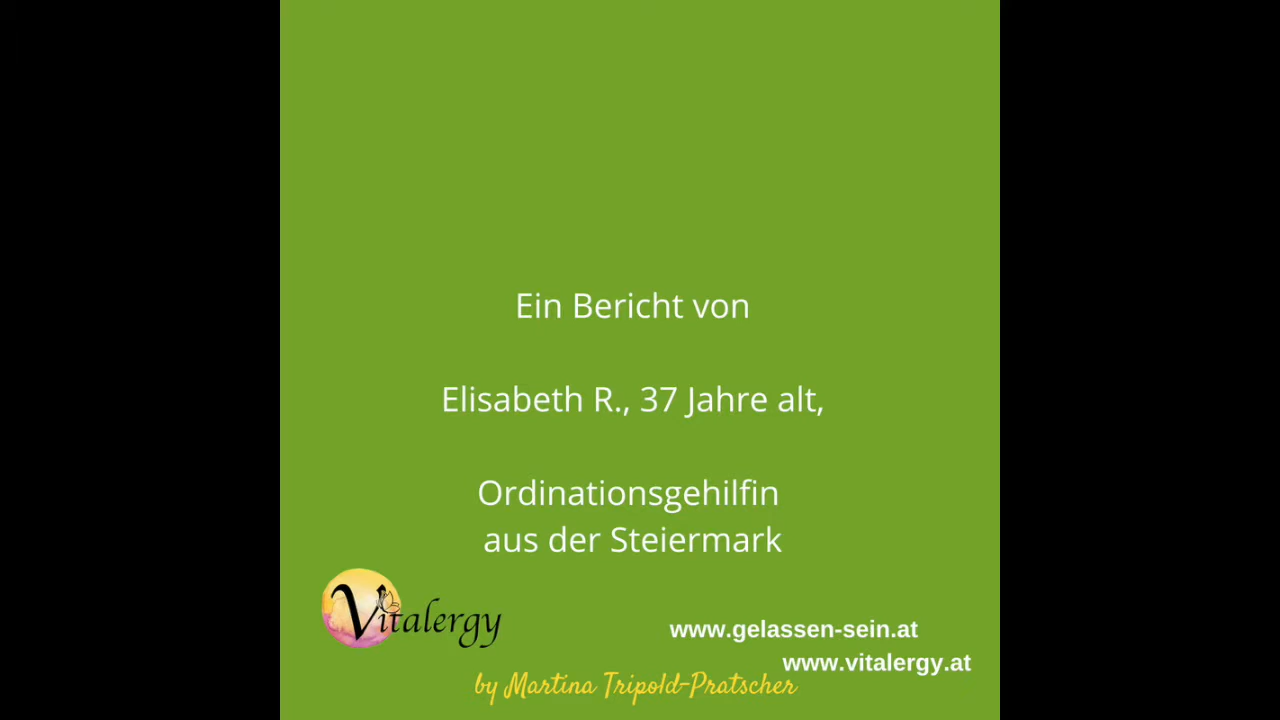 Ein Bericht von
Elisabeth R., 37 Jahre alt,
Ordinationsgehilfin
aus der Steiermark
Vitalergy
www.gelassen-sein.at
www.vitalergy.at
by Martina Tripold-Pratscher